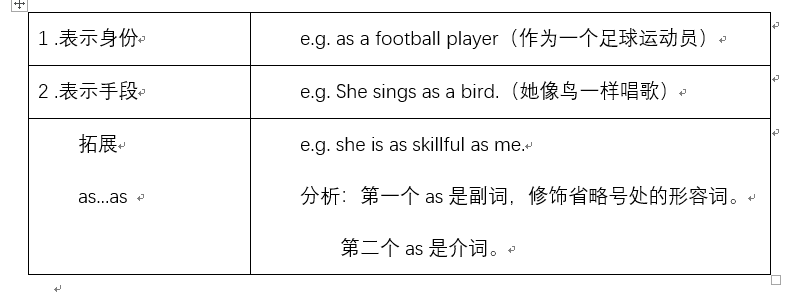 1 .表示身份
e.g. as a football player（作为一个足球运动员）
2 .表示手段
e.g. She sings as a bird.（她像鸟一样唱歌）
拓展
as...as
e.g. she is as skillful as me.
分析：第一个 as 是副词，修饰省略号处的形容词。
第二个 as 是介词。